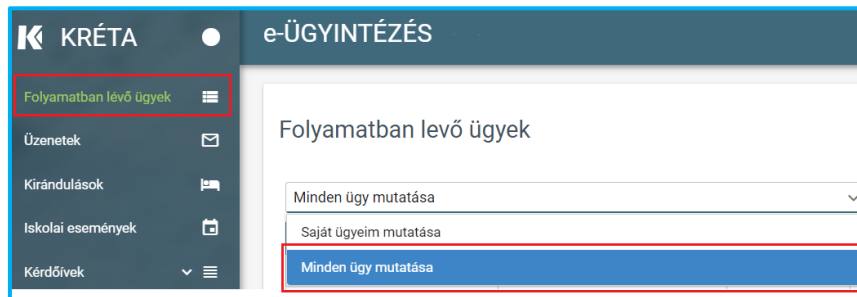 KRÉTA
e-ÜGYINTÉZÉS
Folyamatban lévő ügyek
Üzenetek
Kirándulások
Iskolai események
Kérdőívek
Folyamatban levő ügyek
Minden ügy mutatása
Saját ügyeim mutatása
Minden ügy mutatása